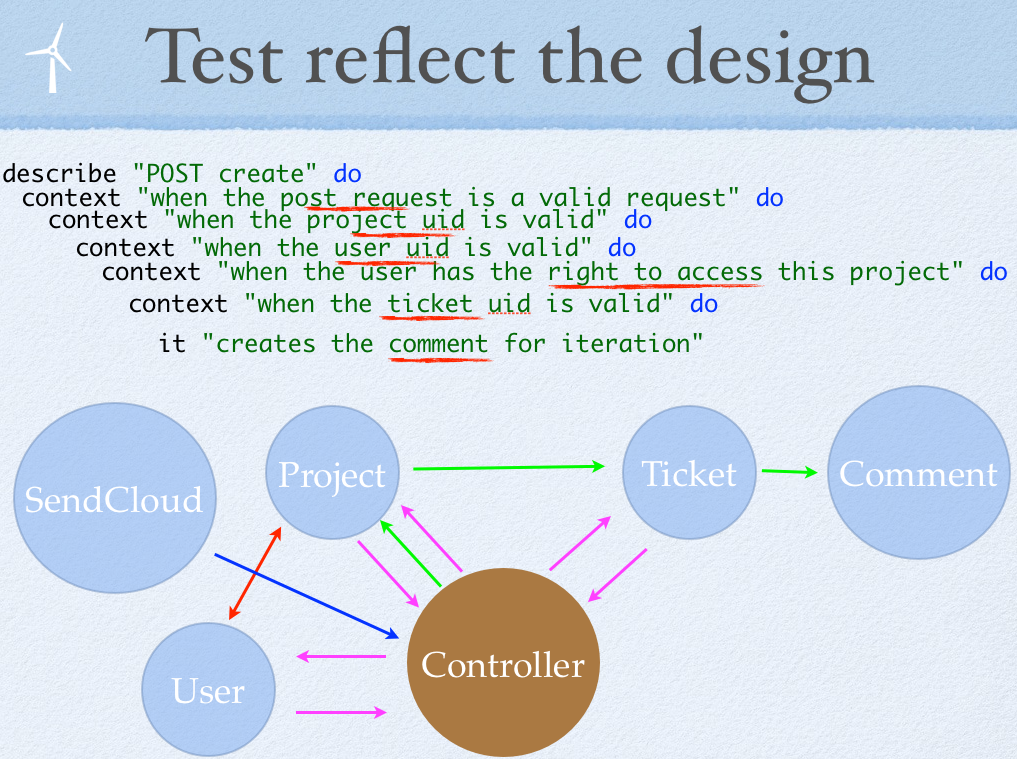 Test reflect the design
describe "POST create" do
context "when the post request is a valid request" do
context "when the project uid is valid" do
context "when the user uid is valid" do
context "when the user has the right to access this project" do
context "when the ticket uid is valid" do
it "creates the comment for iteration"
SendCloud
Project
Ticket
Comment
User
Controller